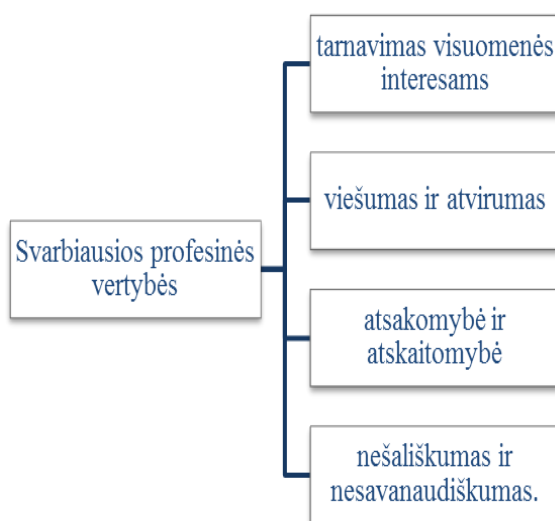 Svarbiausios profesinės
vertybės
tarnavimas visuomenės
interesams
viešumas ir atvirumas
atsakomybė ir
atskaitomybė
nešališkumas ir
nesavanaudiškumas.